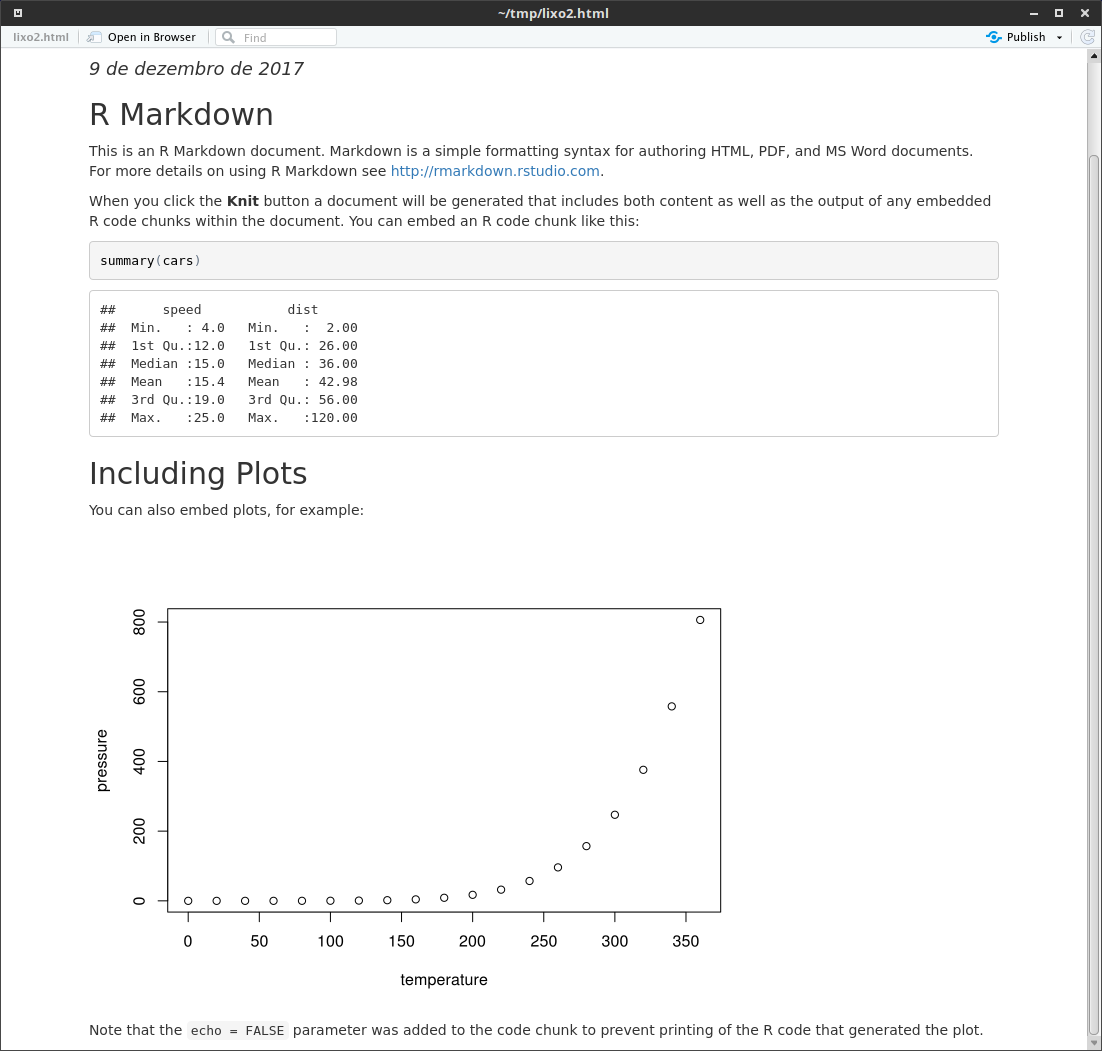 ~/tmp/lixo2.html
lixo2.html Open in Browser Find Publish
9 de dezembro de 2017
R Markdown
This is an R Markdown document. Markdown is a simple formatting syntax for authoring HTML, PDF, and MS Word documents.
For more details on using R Markdown see http://rmarkdown.rstudio.com.
When you click the Knit button a document will be generated that includes both content as well as the output of any embedded
R code chunks within the document. You can embed an R code chunk like this:
summary(cars)
##      speed           dist
##  Min.   : 4.0   Min.   :  2.00
##  1st Qu.:12.0   1st Qu.: 26.00
##  Median :15.0   Median : 36.00
##  Mean   :15.4   Mean   : 42.98
##  3rd Qu.:19.0   3rd Qu.: 56.00
##  Max.   :25.0   Max.   :120.00
Including Plots
You can also embed plots, for example:
800
600
400
200
0
pressure
0 50 100 150 200 250 300 350
temperature
Note that the echo = FALSE parameter was added to the code chunk to prevent printing of the R code that generated the plot.